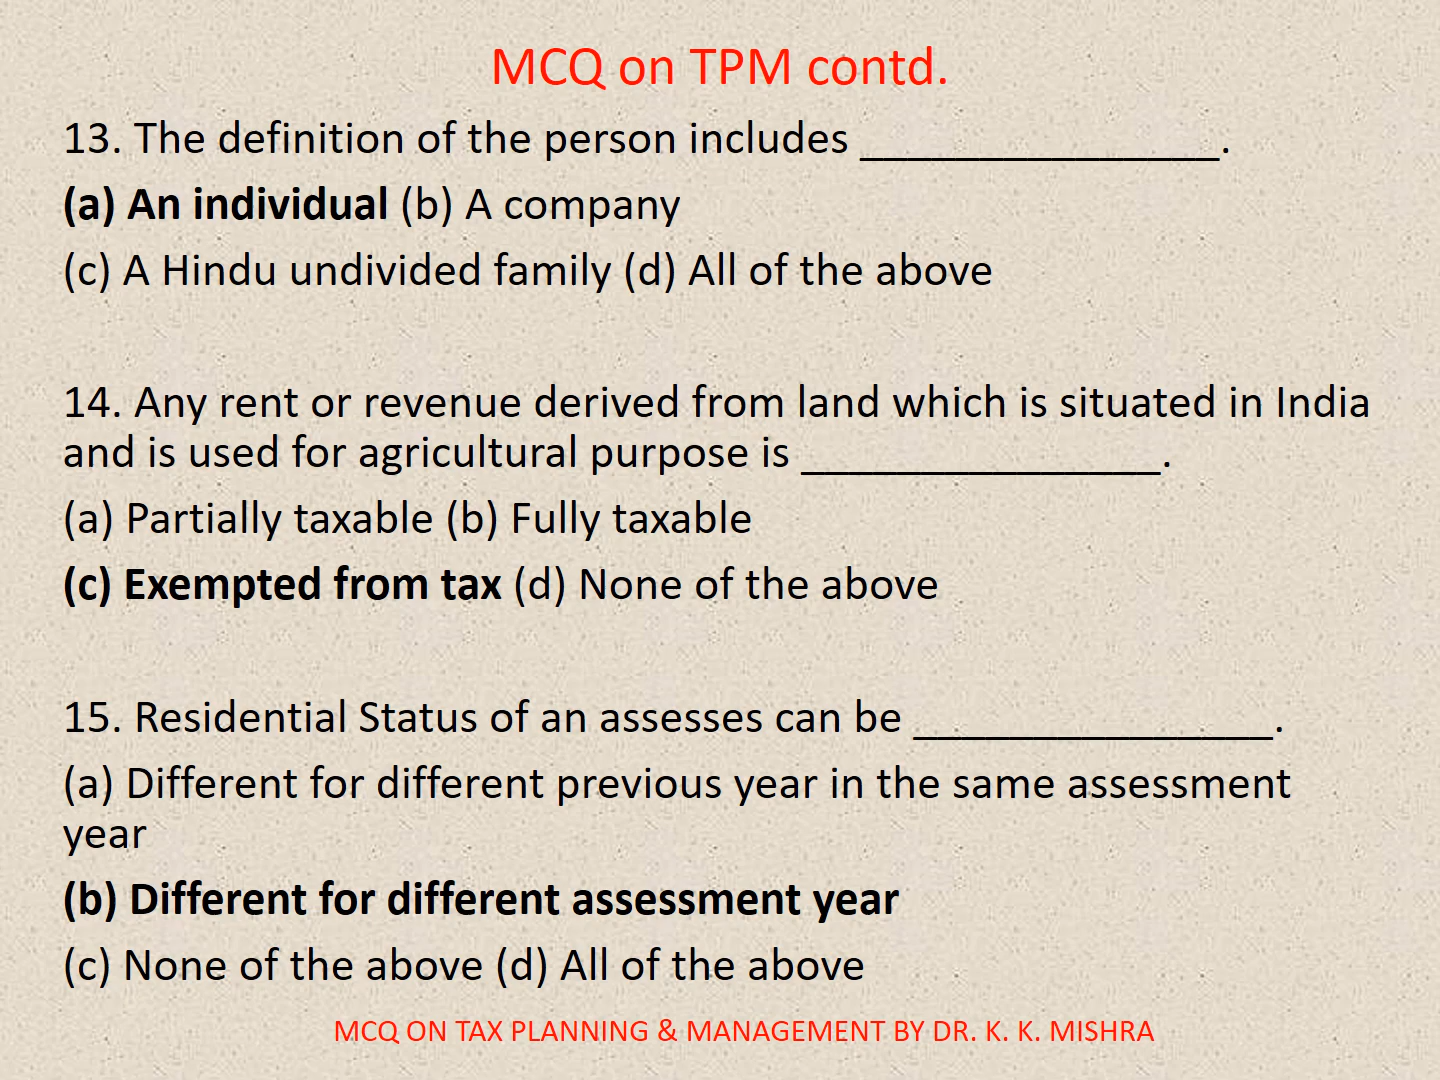 MCQ on TPM contd.
13. The definition of the person includes _______________.
(a) An individual (b) A company
(c) A Hindu undivided family (d) All of the above
14. Any rent or revenue derived from land which is situated in India
and is used for agricultural purpose is _______________.
(a) Partially taxable (b) Fully taxable
(c) Exempted from tax (d) None of the above
15. Residential Status of an assesses can be _______________.
(a) Different for different previous year in the same assessment
year
(b) Different for different assessment year
(c) None of the above (d) All of the above
MCQ ON TAX PLANNING & MANAGEMENT BY DR. K. K. MISHRA